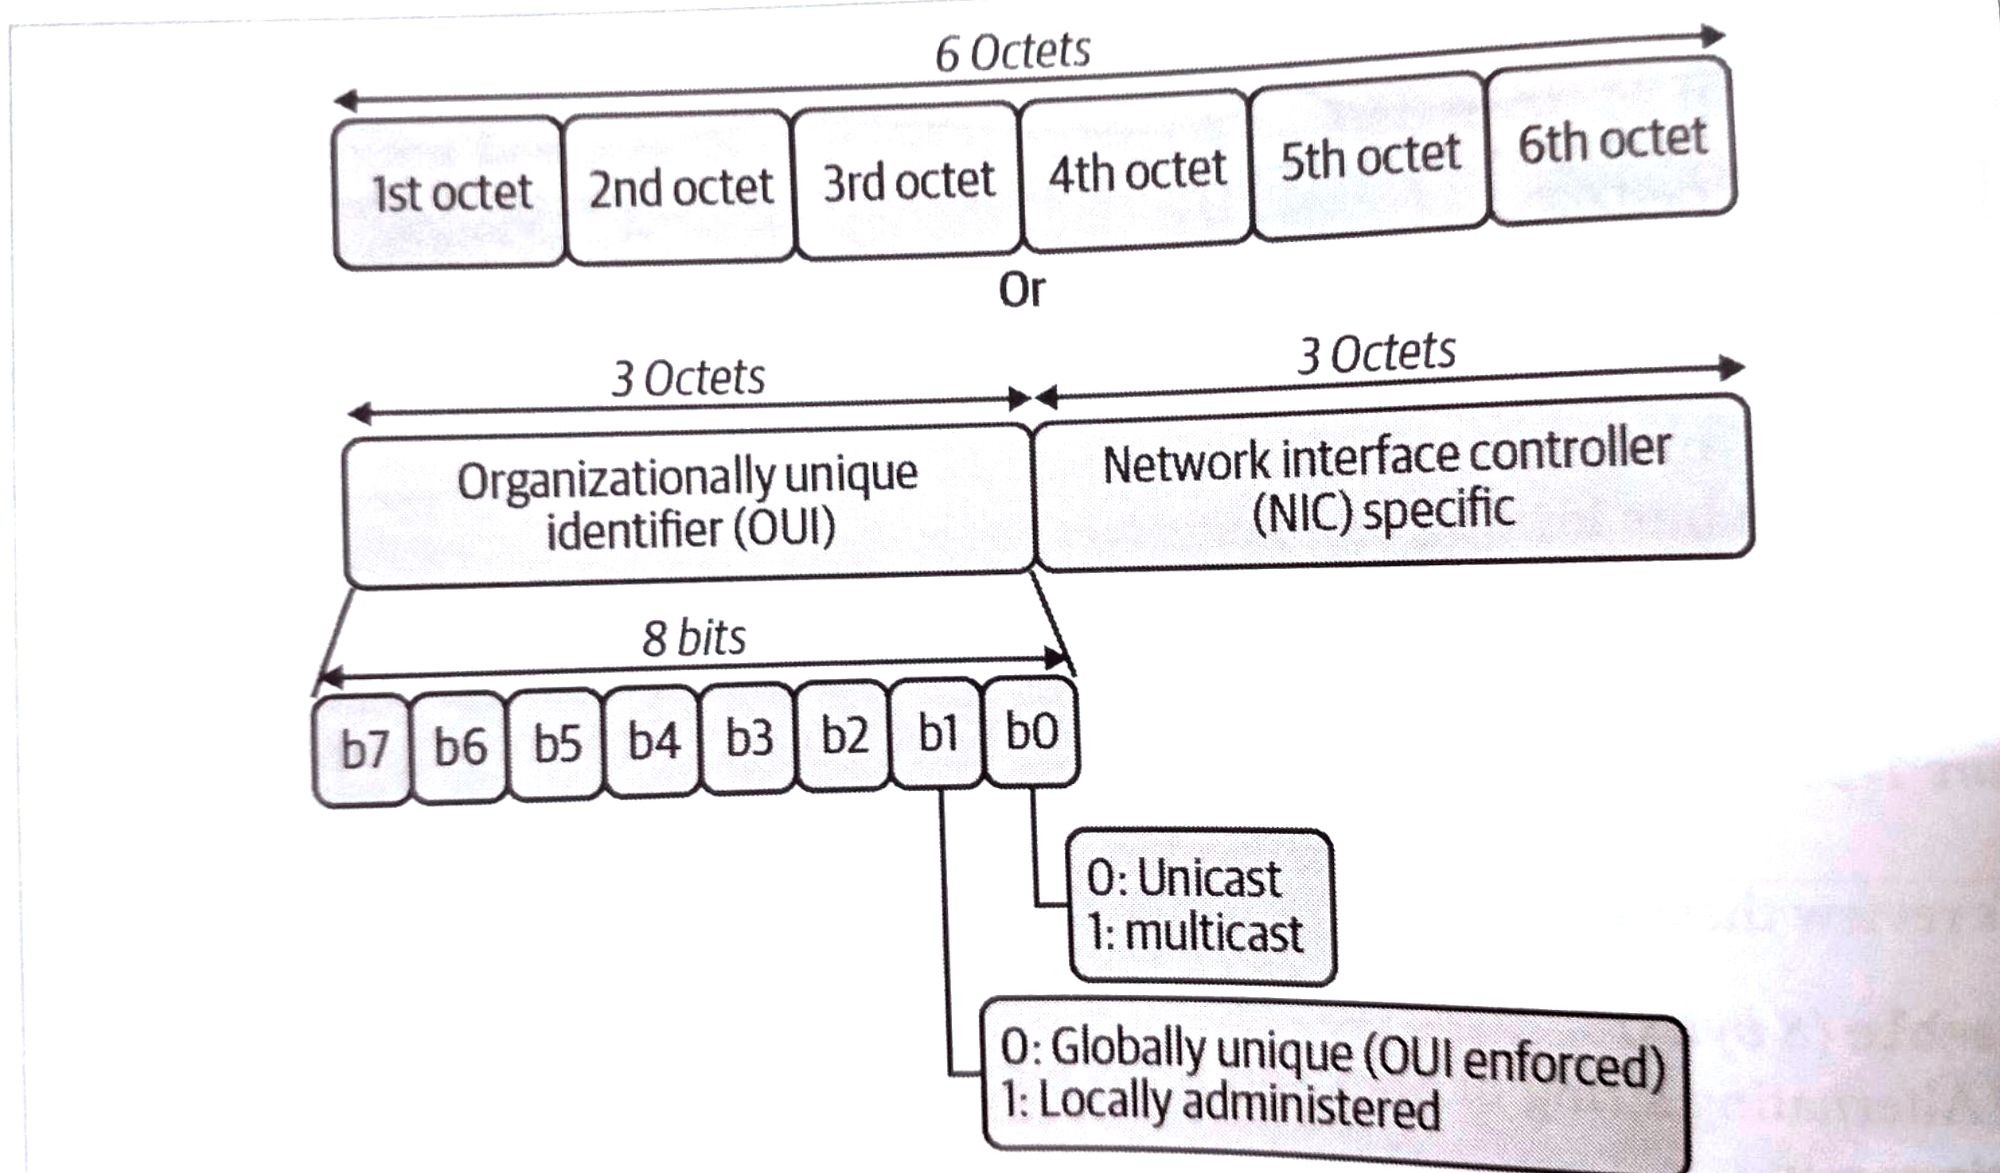 6 Octets
1st octet 2nd octet 3rd octet 4th octet 5th octet 6th octet
Or
3 Octets 3 Octets
Organizationally unique
identifier (OUI)
Network interface controller
(NIC) specific
8 bits
b7 b6 b5 b4 b3 b2 b1 b0
0: Unicast
1: multicast
0: Globally unique (OUI enforced)
1: Locally administered